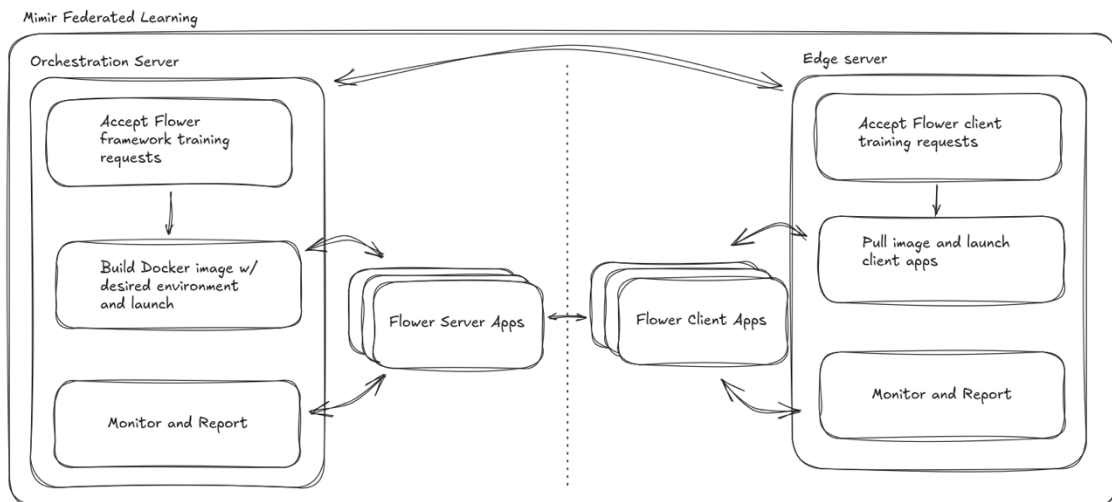 Mimir Federated Learning
Orchestration Server
Edge server
Accept Flower
framework training
requests
Accept Flower client
training requests
Build Docker image w/
desired environment
and launch
Pull image and launch
client apps
Flower Server Apps
Flower Client Apps
Monitor and Report
Monitor and Report